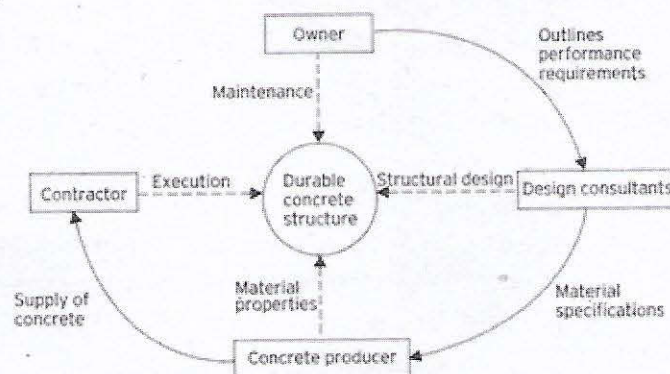 Owner
Outlines
performance
requirements
Maintenance
Contractor
Execution
Durable
concrete
structure
Structural design
Design consultants
Supply of
concrete
Material
properties
Material
specifications
Concrete producer